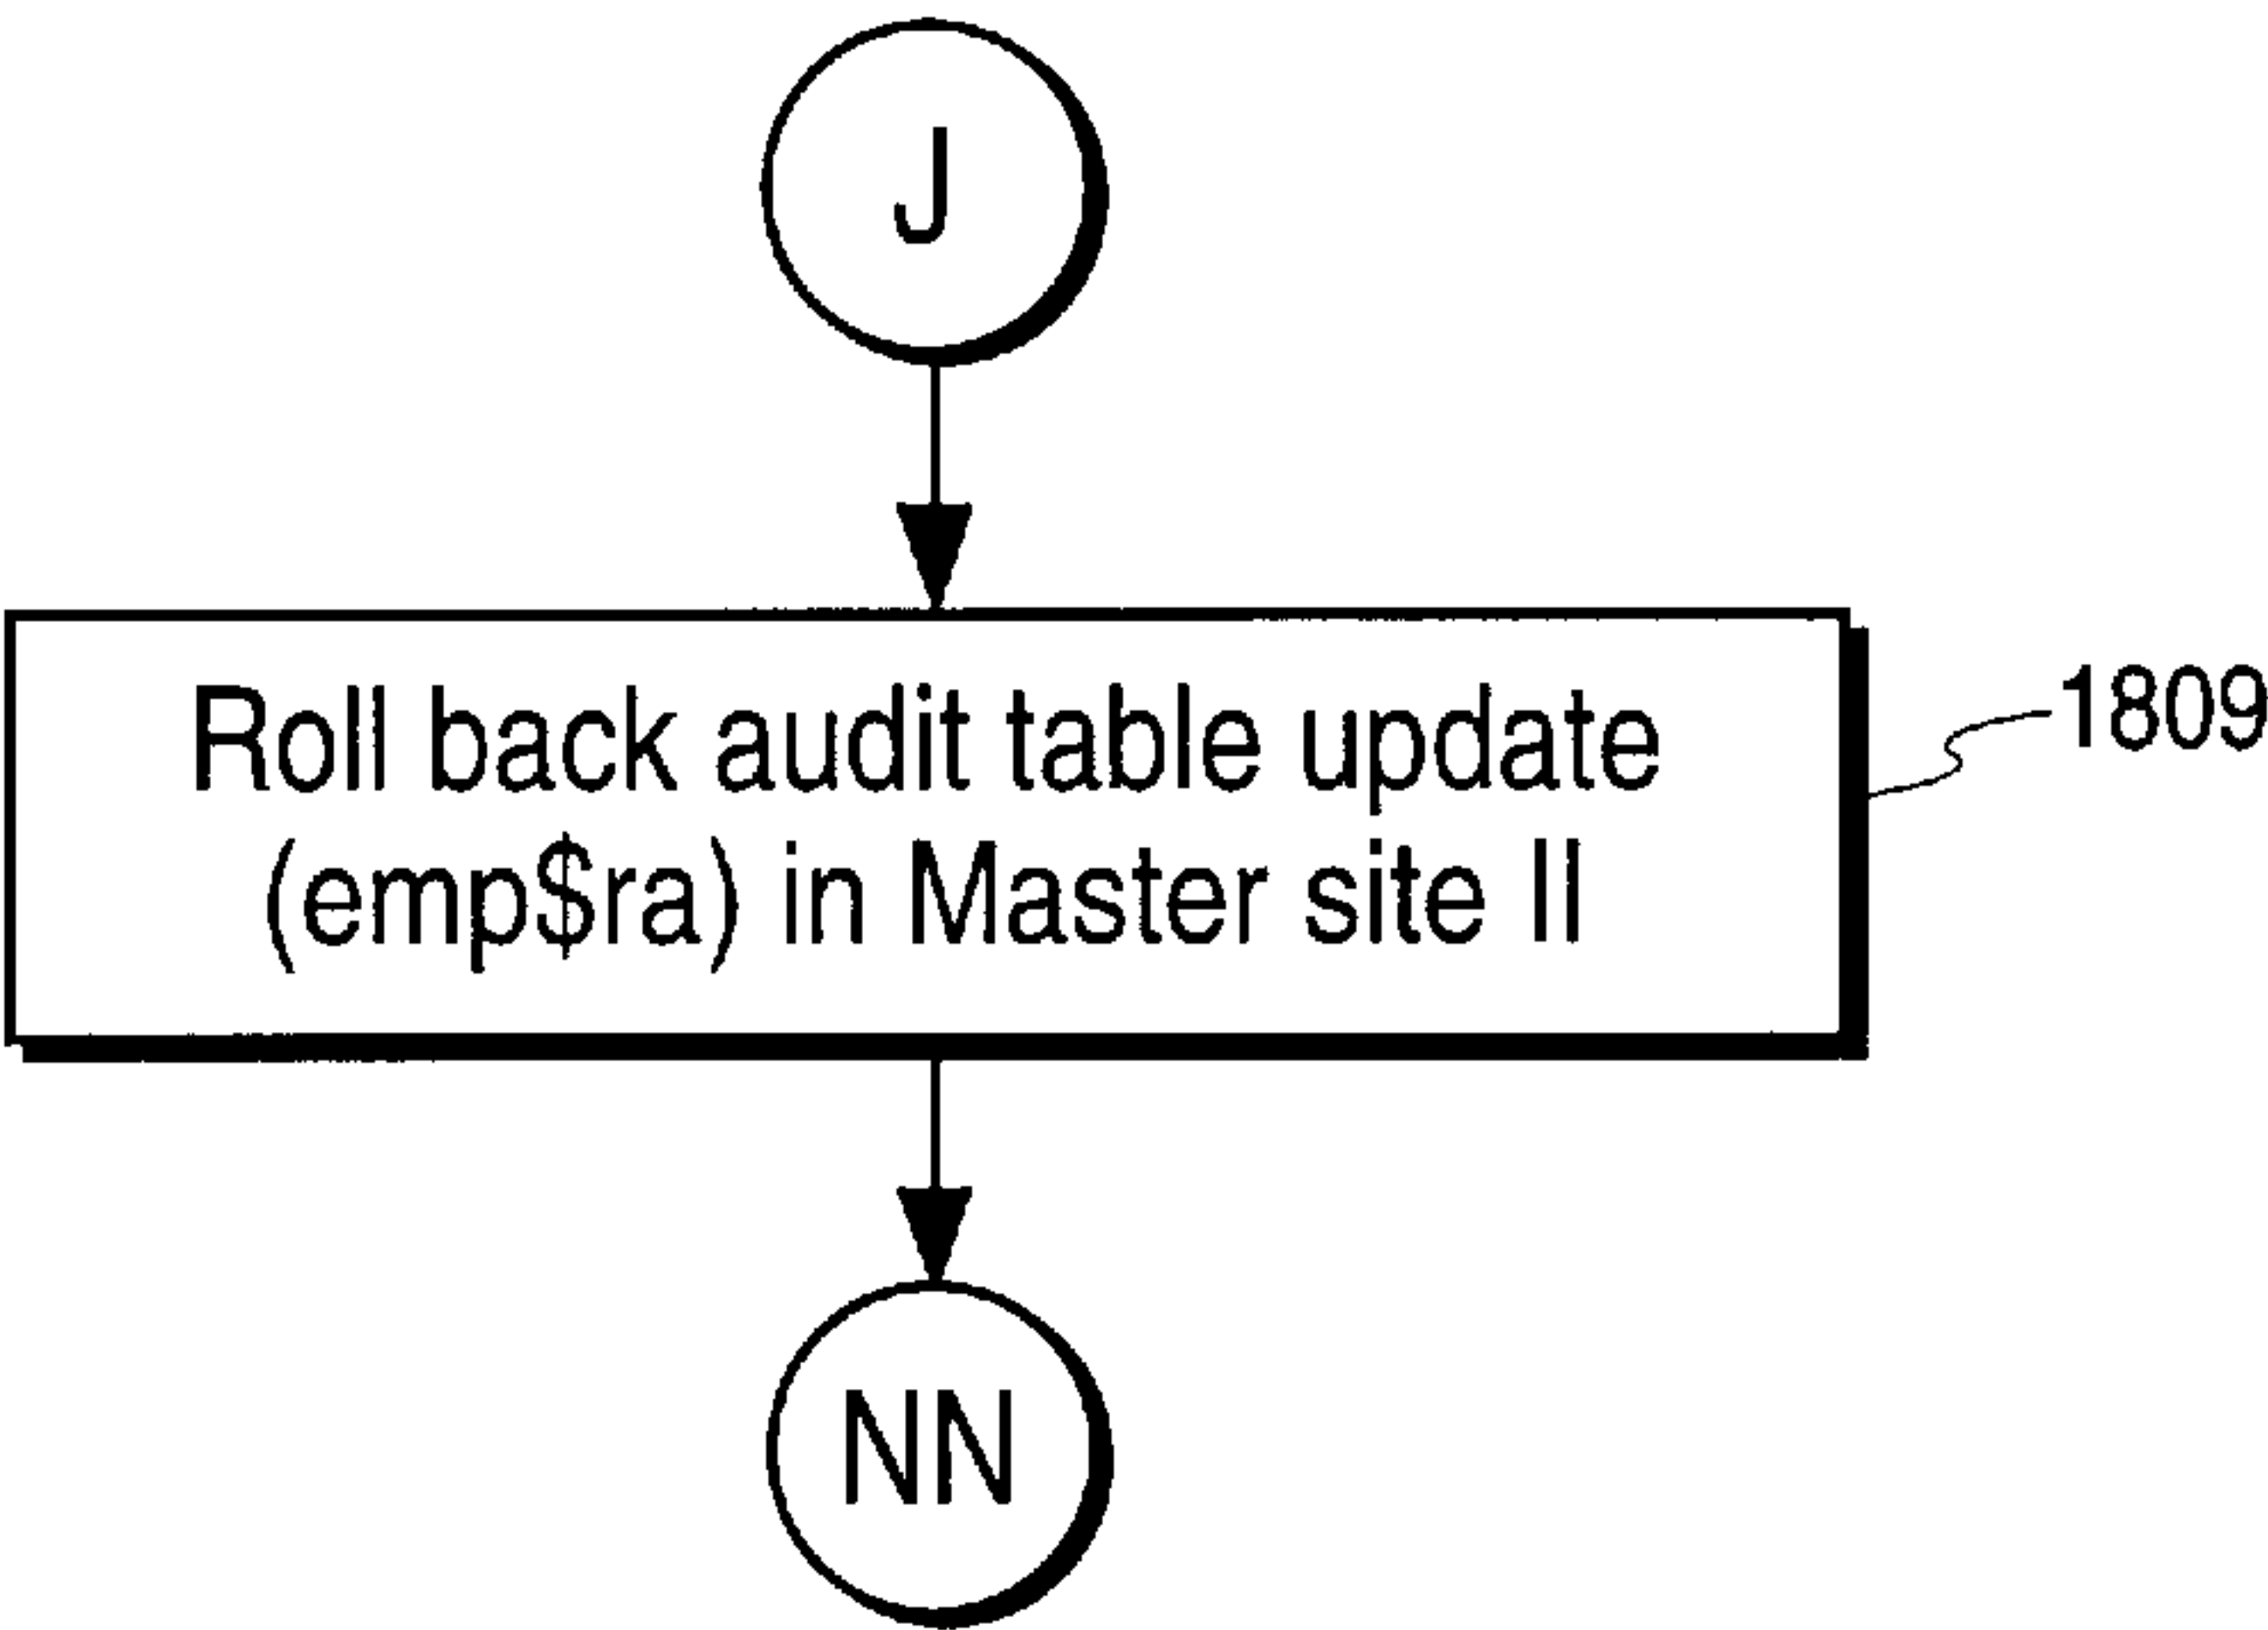 J
Roll back audit table update
(emp$ra) in Master site II
1809
NN